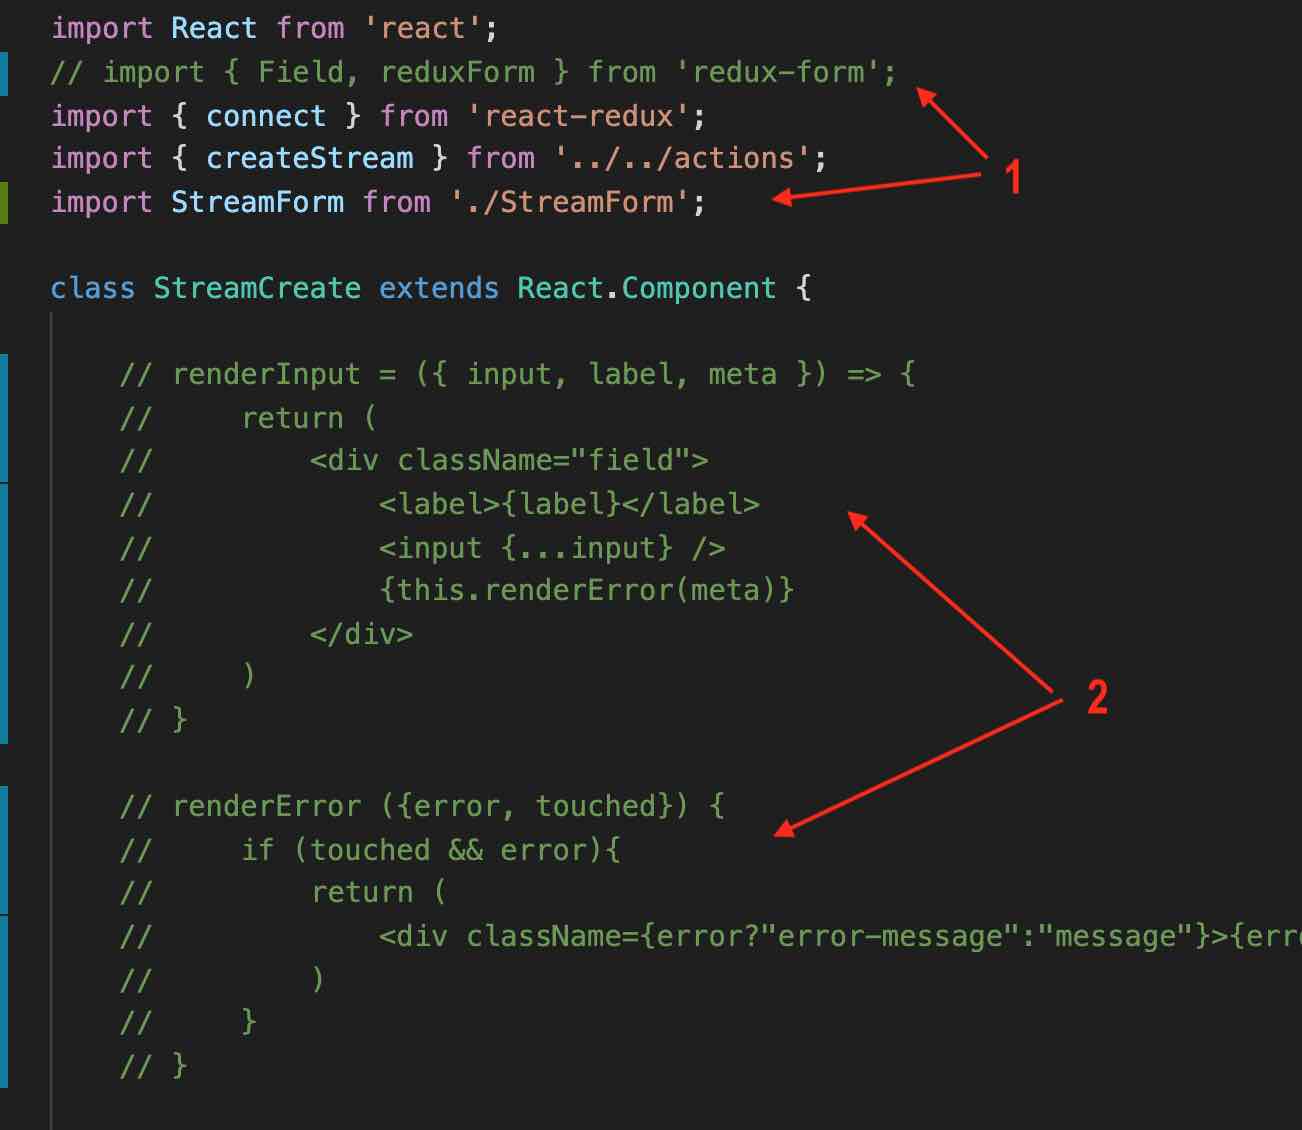 import React from 'react';
// import { Field, reduxForm } from 'redux-form';
import { connect } from 'react-redux';
import { createStream } from '../../actions';
1
import StreamForm from './StreamForm';
class StreamCreate extends React.Component {
// renderInput = ({ input, label, meta }) => {
//     return (
//         <div className="field">
//             <label>{label}</label>
//             <input {...input} />
//             {this.renderError(meta)}
//         </div>
//     )
2
// }
// renderError ({error, touched}) {
//     if (touched && error){
//         return (
//             <div className={error?"error-message":"message"}>{erro
//         )
//     }
// }